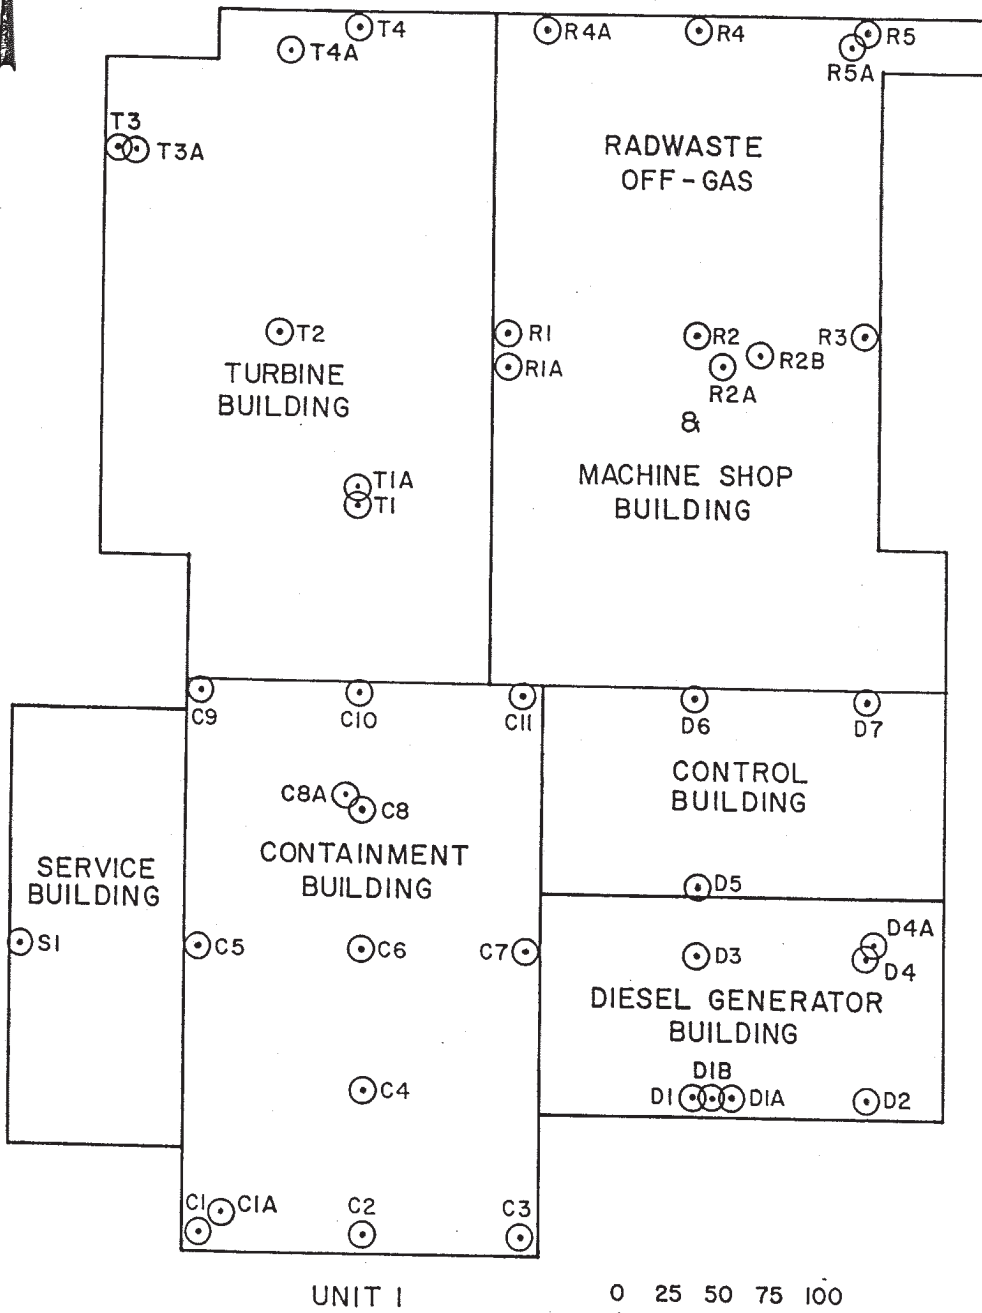 T4
R4A
R4
R5
T4A
R5A
T3
T3A
RADWASTE
OFF-GAS
T2
R1
R2
R3
R2B
R1A
R2A
TURBINE
BUILDING
&
T1A
T1
MACHINE SHOP
BUILDING
C9
C10
C11
D6
D7
C8A
C8
CONTROL
BUILDING
CONTAINMENT
BUILDING
SERVICE
BUILDING
D5
S1
C5
C6
C7
D3
D4A
D4
DIESEL GENERATOR
BUILDING
C4
D1B
D1
D1A
D2
C1
C1A
C2
C3
UNIT 1
0 25 50 75 100